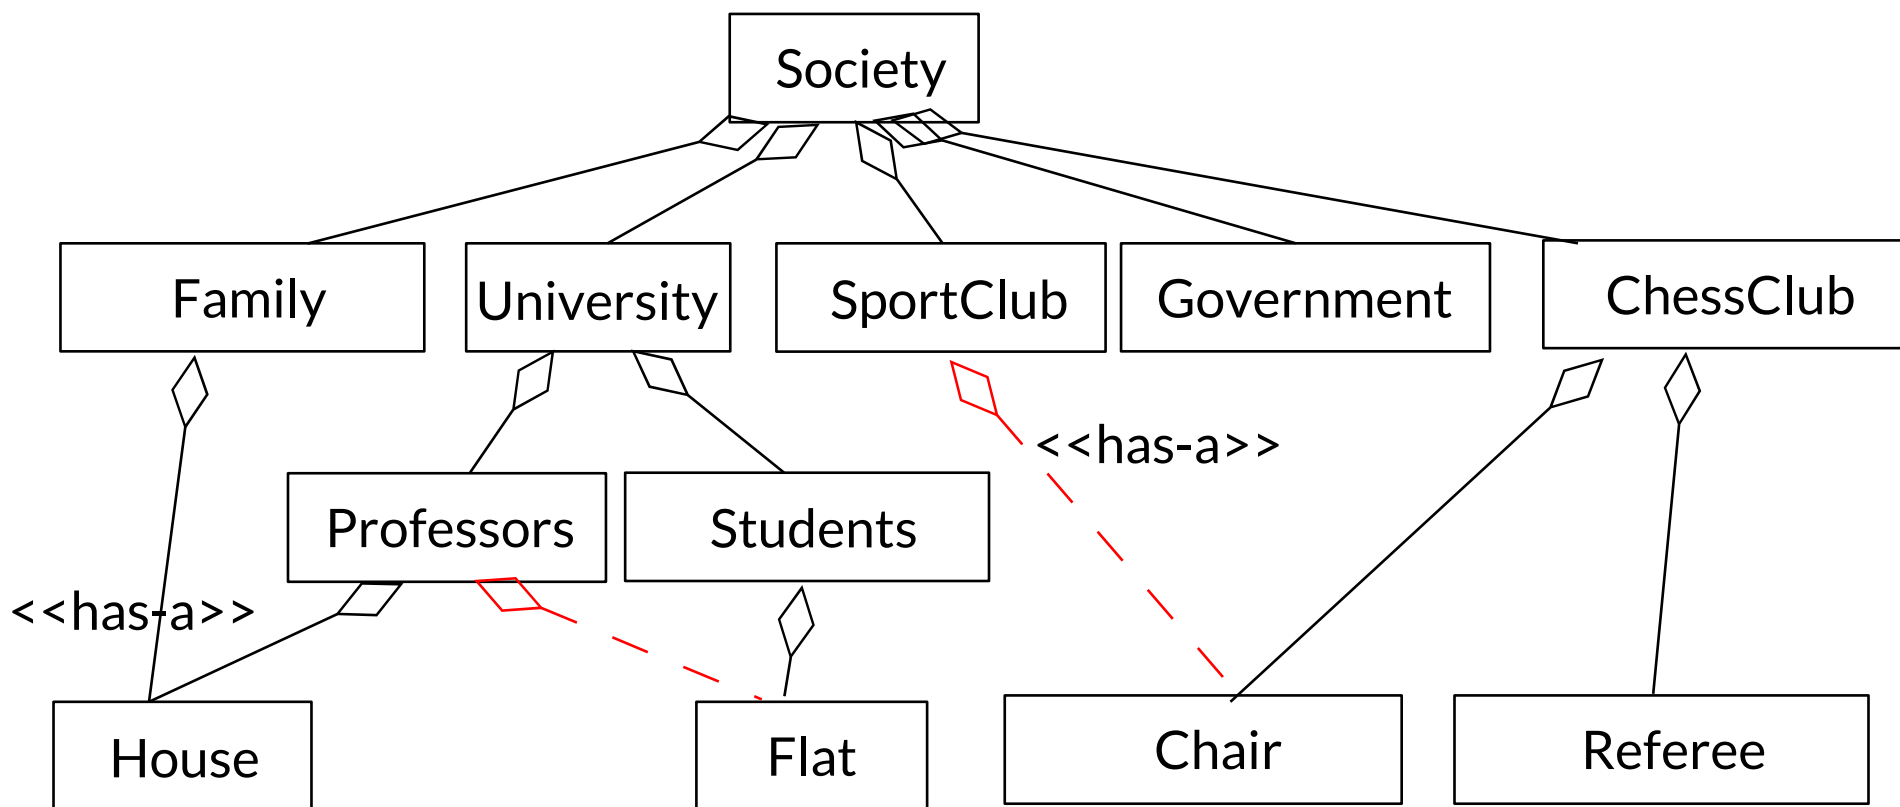 Society
Family
University
SportClub
Government
ChessClub
<<has-a>>
Professors
Students
<<has-a>>
House
Flat
Chair
Referee